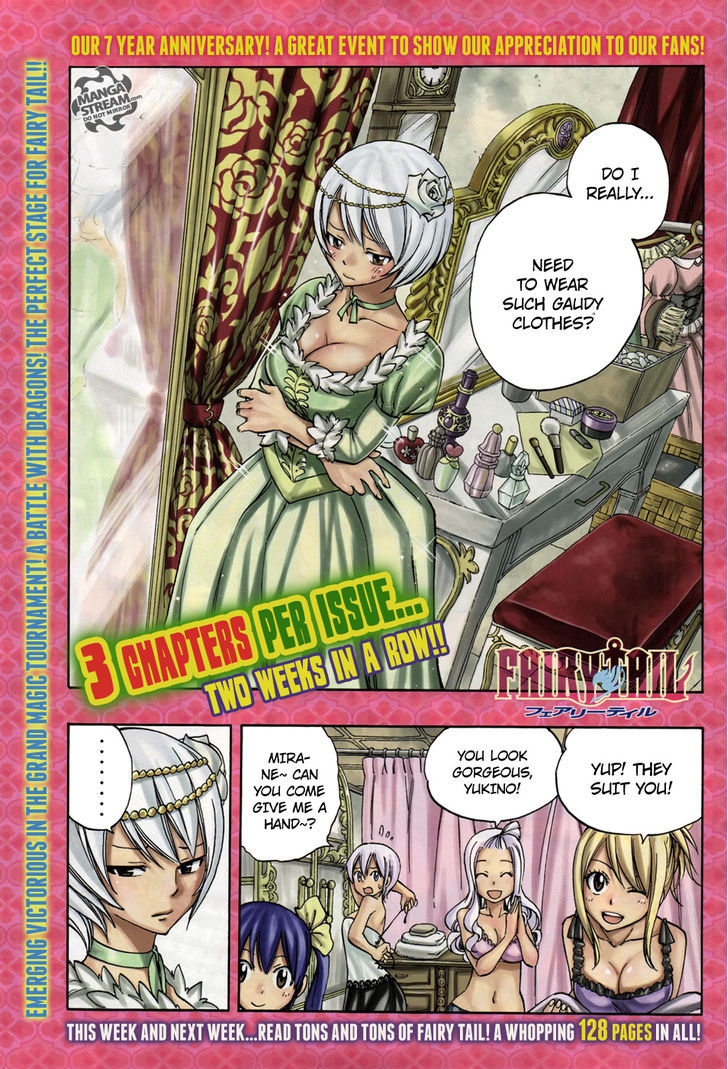 OUR 7 YEAR ANNIVERSARY! A GREAT EVENT TO SHOW OUR APPRECIATION TO OUR FANS!
EMERGING VICTORIOUS IN THE GRAND MAGIC TOURNAMENT! A BATTLE WITH DRAGONS! THE PERFECT STAGE FOR FAIRY TAIL!!
MANGA
STREAM.com
DO NOT MIRROR
DO I
REALLY...
NEED
TO WEAR
SUCH GAUDY
CLOTHES?
3 CHAPTERS PER ISSUE...
TWO WEEKS IN A ROW!!
FAIRY TAIL
フェアリーテイル
.........
MIRA-
NE~ CAN
YOU COME
GIVE ME A
HAND~?
YOU LOOK
GORGEOUS,
YUKINO!
YUP! THEY
SUIT YOU!
THIS WEEK AND NEXT WEEK...READ TONS AND TONS OF FAIRY TAIL! A WHOPPING 128 PAGES IN ALL!